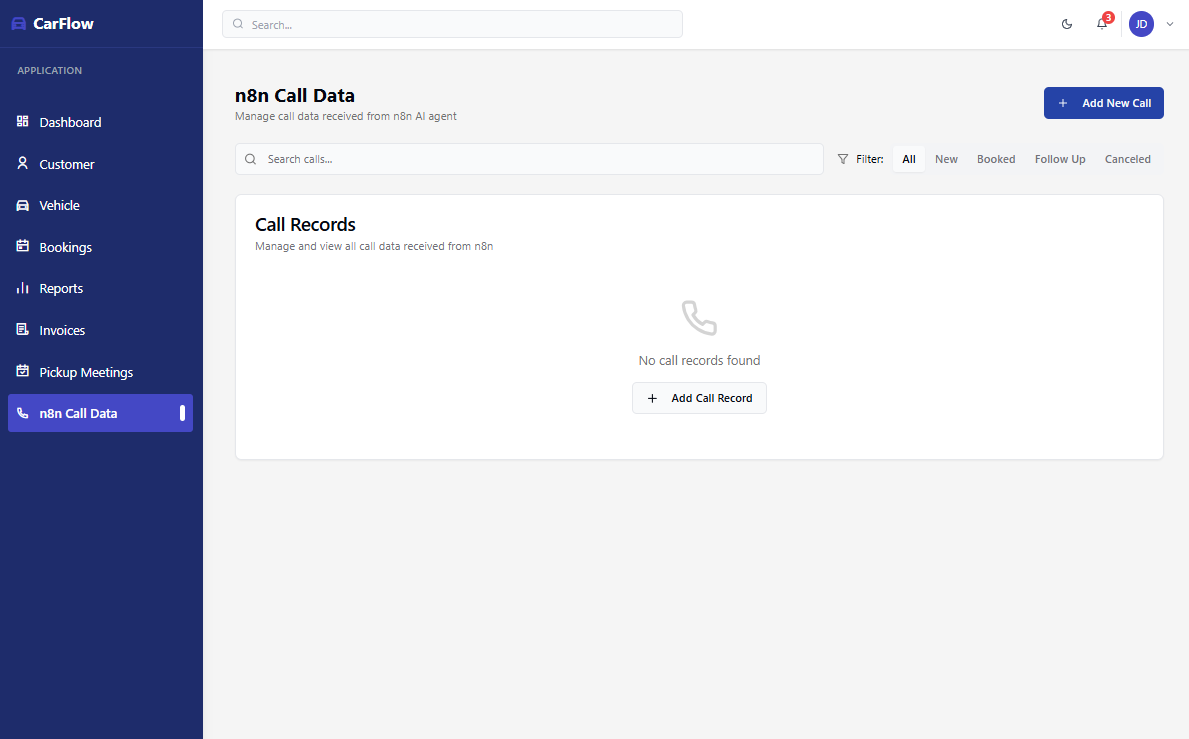 CarFlow
Search...
3
JD
APPLICATION
Dashboard
Customer
Vehicle
Bookings
Reports
Invoices
Pickup Meetings
n8n Call Data
n8n Call Data
Manage call data received from n8n AI agent
Add New Call
Search calls...
Filter: All New Booked Follow Up Canceled
Call Records
Manage and view all call data received from n8n
No call records found
Add Call Record